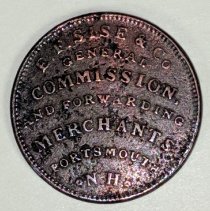 E.F. SISE & CO.
GENERAL
COMMISSION,
AND FORWARDING
MERCHANTS,
PORTSMOUTH,
N.H.